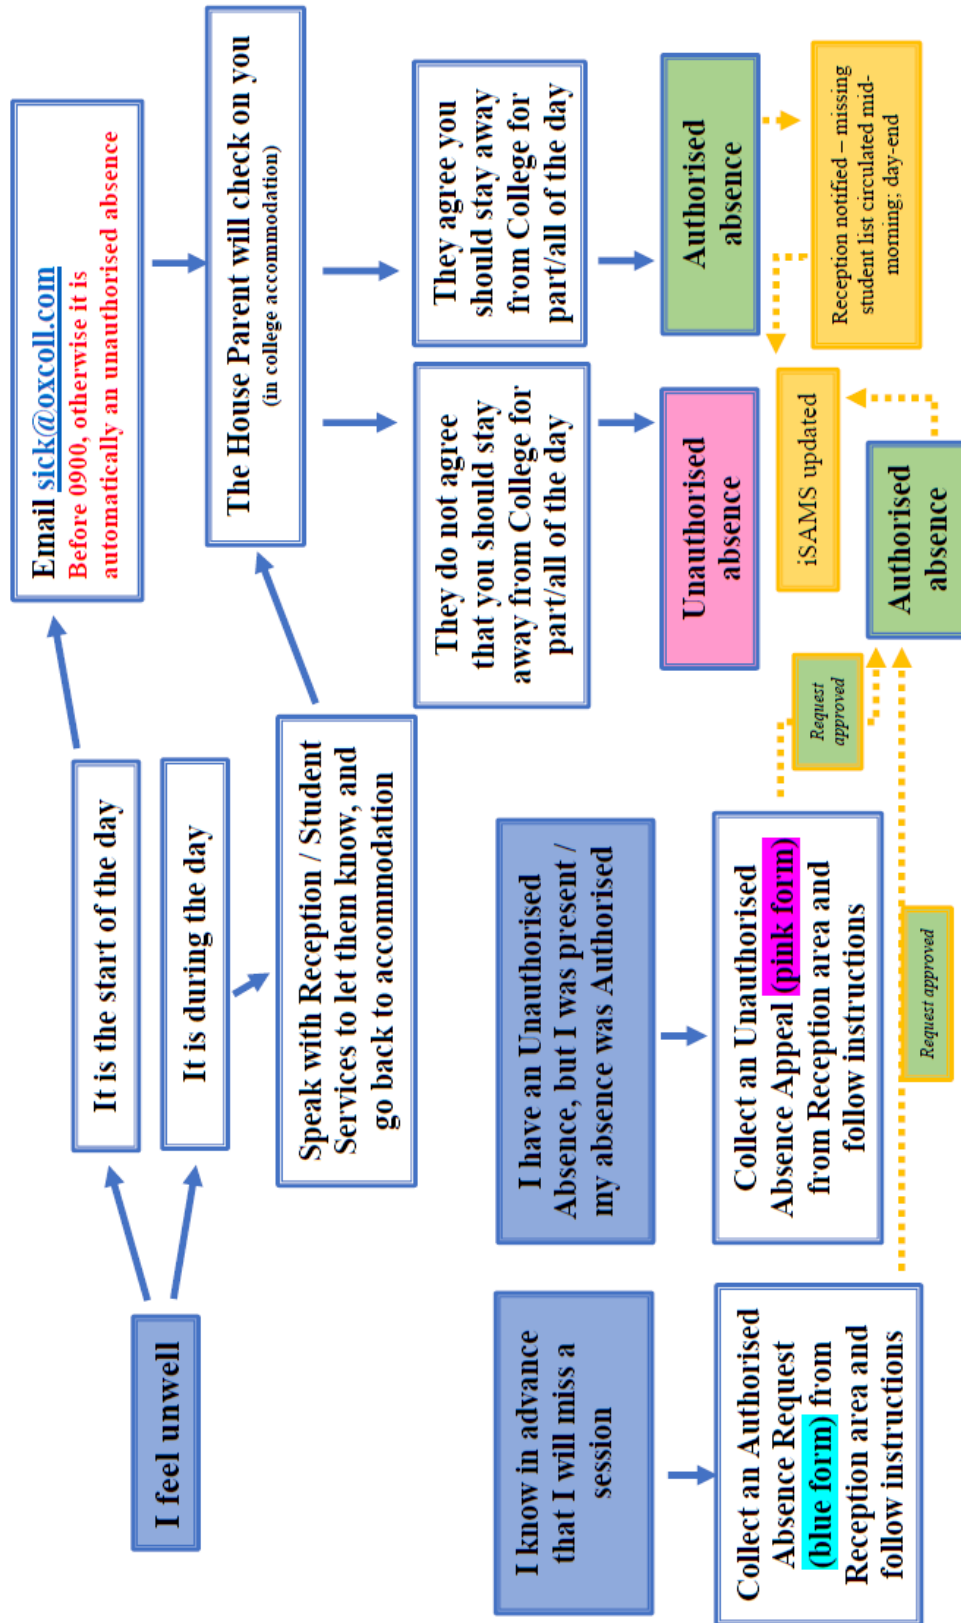 I feel unwell
It is the start of the day
It is during the day
Email sick@oxcoll.com
Before 0900, otherwise it is
automatically an unauthorised absence
Speak with Reception / Student
Services to let them know, and
go back to accommodation
The House Parent will check on you
(in college accommodation)
They do not agree
that you should stay
away from College for
part/all of the day
They agree you
should stay away
from College for
part/all of the day
Unauthorised
absence
Authorised
absence
Reception notified – missing
student list circulated mid-
morning; day-end
iSAMS updated
I know in advance
that I will miss a
session
I have an Unauthorised
Absence, but I was present /
my absence was Authorised
Collect an Authorised
Absence Request
(blue form) from
Reception area and
follow instructions
Collect an Unauthorised
Absence Appeal (pink form)
from Reception area and
follow instructions
Request
approved
Request approved
Authorised
absence